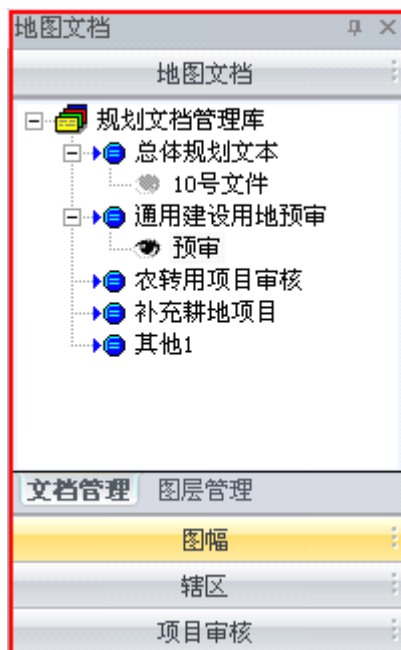 地图文档
地图文档
规划文档管理库
总体规划文本
10号文件
通用建设用地预审
预审
农转用项目审核
补充耕地项目
其他1
文档管理 图层管理
图幅
辖区
项目审核